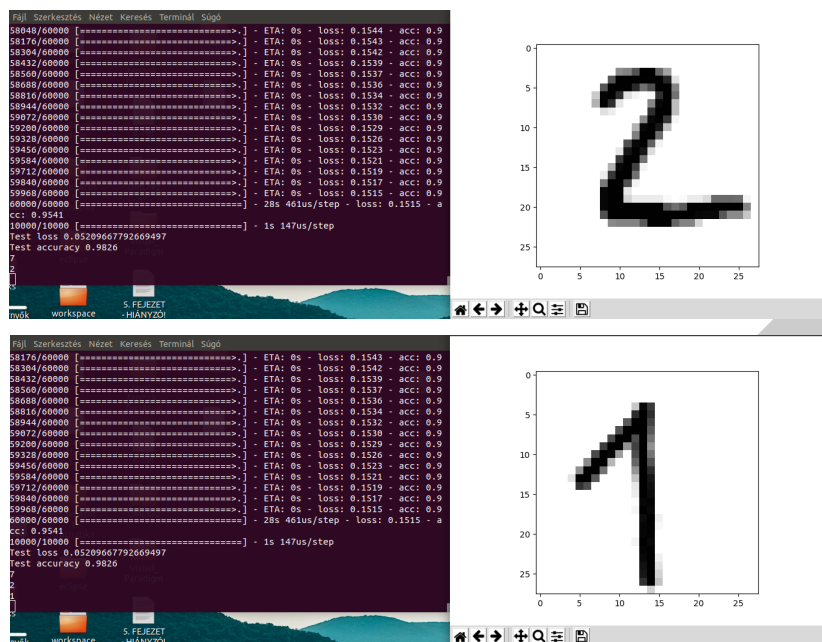 Fájl Szerkesztés Nézet Keresés Terminál Súgó
58048/60000 [==============================>.] - ETA: 0s - loss: 0.1544 - acc: 0.9
58176/60000 [==============================>.] - ETA: 0s - loss: 0.1543 - acc: 0.9
58304/60000 [==============================>.] - ETA: 0s - loss: 0.1542 - acc: 0.9
58432/60000 [==============================>.] - ETA: 0s - loss: 0.1539 - acc: 0.9
58560/60000 [==============================>.] - ETA: 0s - loss: 0.1537 - acc: 0.9
58688/60000 [==============================>.] - ETA: 0s - loss: 0.1536 - acc: 0.9
58816/60000 [==============================>.] - ETA: 0s - loss: 0.1534 - acc: 0.9
58944/60000 [==============================>.] - ETA: 0s - loss: 0.1532 - acc: 0.9
59072/60000 [==============================>.] - ETA: 0s - loss: 0.1530 - acc: 0.9
59200/60000 [==============================>.] - ETA: 0s - loss: 0.1529 - acc: 0.9
59328/60000 [==============================>.] - ETA: 0s - loss: 0.1526 - acc: 0.9
59456/60000 [==============================>.] - ETA: 0s - loss: 0.1523 - acc: 0.9
59584/60000 [==============================>.] - ETA: 0s - loss: 0.1521 - acc: 0.9
59712/60000 [==============================>.] - ETA: 0s - loss: 0.1519 - acc: 0.9
59840/60000 [==============================>.] - ETA: 0s - loss: 0.1517 - acc: 0.9
59968/60000 [==============================>.] - ETA: 0s - loss: 0.1515 - acc: 0.9
60000/60000 [================================] - 28s 461us/step - loss: 0.1515 - a
cc: 0.9541
10000/10000 [================================] - 1s 147us/step
Test loss 0.05209667792669497
Test accuracy 0.9826
7
2
workspace
5. FEJEZET
- HIÁNYZÓ!
0
5
10
15
20
25
0 5 10 15 20 25
2
Fájl Szerkesztés Nézet Keresés Terminál Súgó
58176/60000 [==============================>.] - ETA: 0s - loss: 0.1543 - acc: 0.9
58304/60000 [==============================>.] - ETA: 0s - loss: 0.1542 - acc: 0.9
58432/60000 [==============================>.] - ETA: 0s - loss: 0.1539 - acc: 0.9
58560/60000 [==============================>.] - ETA: 0s - loss: 0.1537 - acc: 0.9
58688/60000 [==============================>.] - ETA: 0s - loss: 0.1536 - acc: 0.9
58816/60000 [==============================>.] - ETA: 0s - loss: 0.1534 - acc: 0.9
58944/60000 [==============================>.] - ETA: 0s - loss: 0.1532 - acc: 0.9
59072/60000 [==============================>.] - ETA: 0s - loss: 0.1530 - acc: 0.9
59200/60000 [==============================>.] - ETA: 0s - loss: 0.1529 - acc: 0.9
59328/60000 [==============================>.] - ETA: 0s - loss: 0.1526 - acc: 0.9
59456/60000 [==============================>.] - ETA: 0s - loss: 0.1523 - acc: 0.9
59584/60000 [==============================>.] - ETA: 0s - loss: 0.1521 - acc: 0.9
59712/60000 [==============================>.] - ETA: 0s - loss: 0.1519 - acc: 0.9
59840/60000 [==============================>.] - ETA: 0s - loss: 0.1517 - acc: 0.9
59968/60000 [==============================>.] - ETA: 0s - loss: 0.1515 - acc: 0.9
60000/60000 [================================] - 28s 461us/step - loss: 0.1515 - a
cc: 0.9541
10000/10000 [================================] - 1s 147us/step
Test loss 0.05209667792669497
Test accuracy 0.9826
7
2
1
workspace
5. FEJEZET
- HIÁNYZÓ!
0
5
10
15
20
25
0 5 10 15 20 25
1